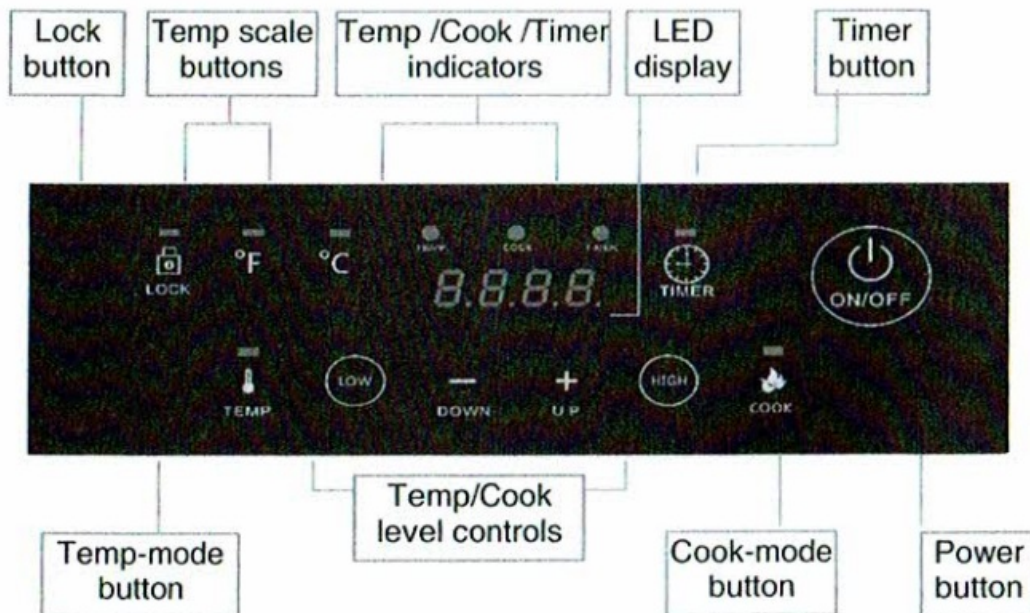 Lock
button
Temp scale
buttons
Temp /Cook /Timer
indicators
LED
display
Timer
button
TEMP
COOK
TIMER
°F
°C
LOCK
8.8.8.8.
TIMER
ON/OFF
LOW
HIGH
TEMP
DOWN
UP
COOK
Temp/Cook
level controls
Temp-mode
button
Cook-mode
button
Power
button